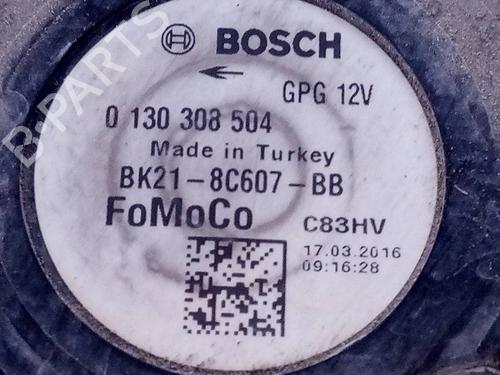 BOSCH
GPG 12V
0 130 308 504
Made in Turkey
BK21-8C607-BB
FoMoCo
C83HV
17.03.2016
09:16:28
B-PARTS